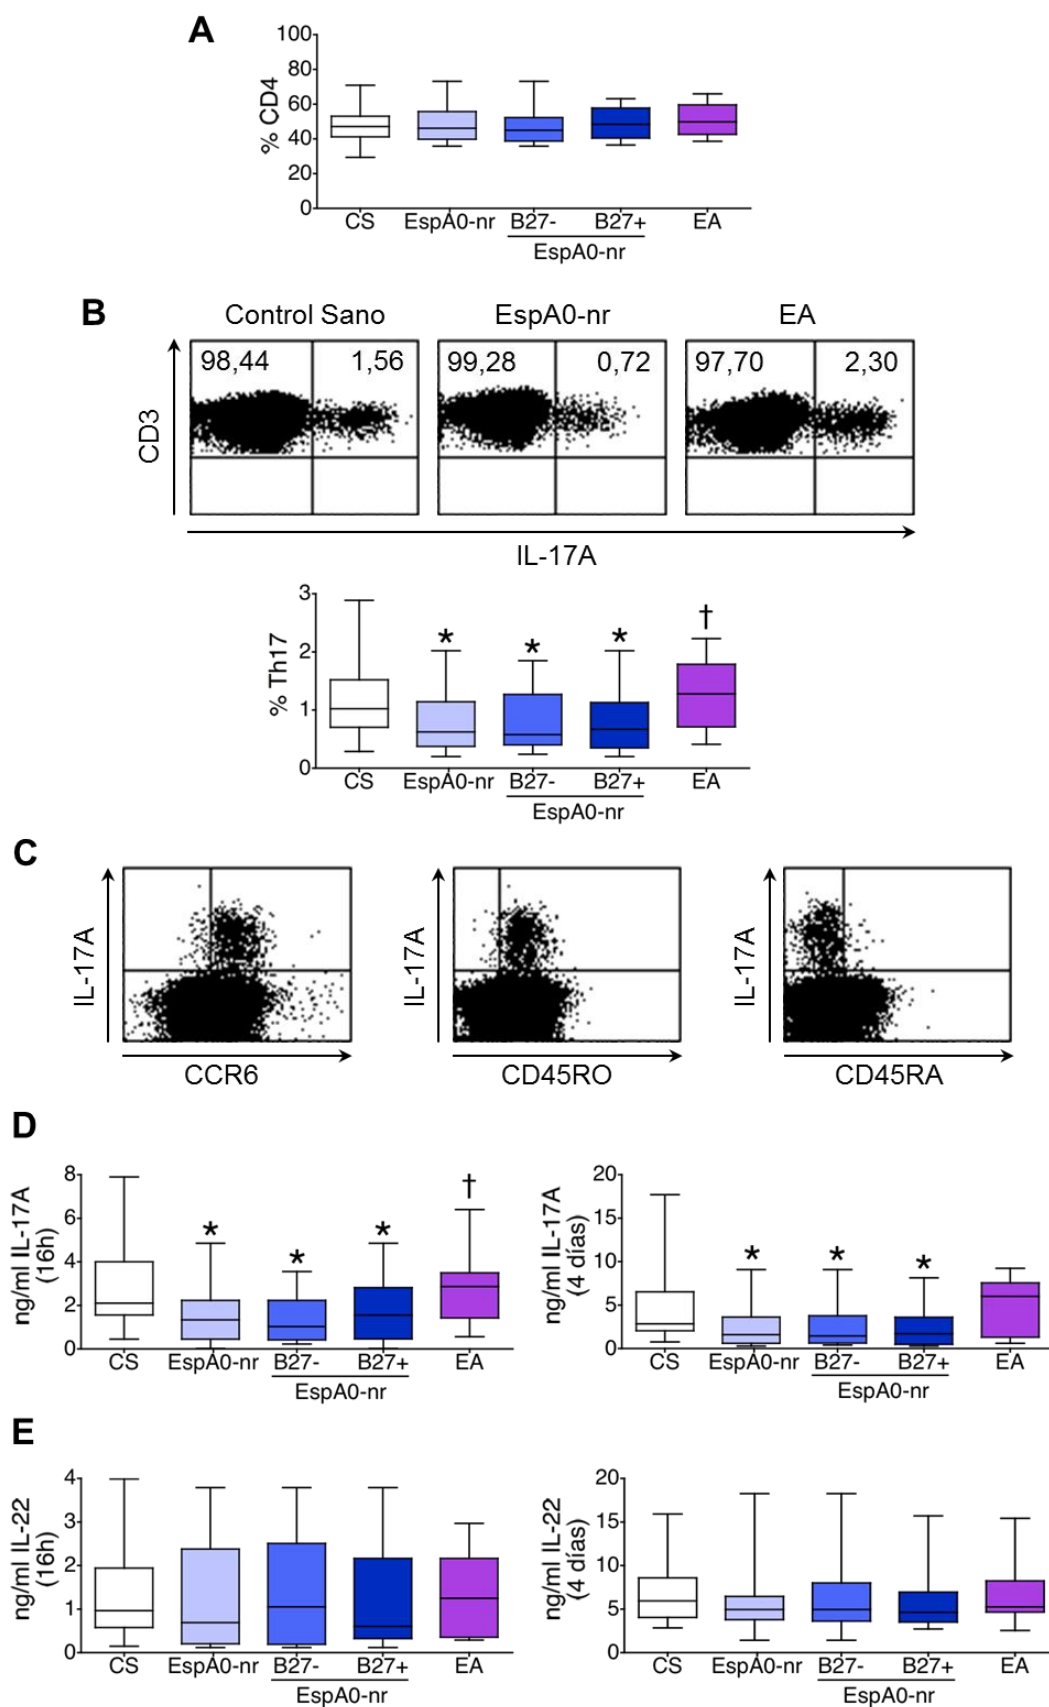 A
% CD4
100
80
60
40
20
0
CS EspA0-nr B27- B27+ EA
EspA0-nr
B
Control Sano EspA0-nr EA
98,44 1,56 99,28 0,72 97,70 2,30
CD3
IL-17A
% Th17
3
2
1
0
* * * †
CS EspA0-nr B27- B27+ EA
EspA0-nr
C
IL-17A IL-17A IL-17A
CCR6 CD45RO CD45RA
D
ng/ml IL-17A
(16h)
8
6
4
2
0
* * * †
CS EspA0-nr B27- B27+ EA
EspA0-nr
ng/ml IL-17A
(4 días)
20
15
10
5
0
* * *
CS EspA0-nr B27- B27+ EA
EspA0-nr
E
ng/ml IL-22
(16h)
4
3
2
1
0
CS EspA0-nr B27- B27+ EA
EspA0-nr
ng/ml IL-22
(4 días)
20
15
10
5
0
CS EspA0-nr B27- B27+ EA
EspA0-nr